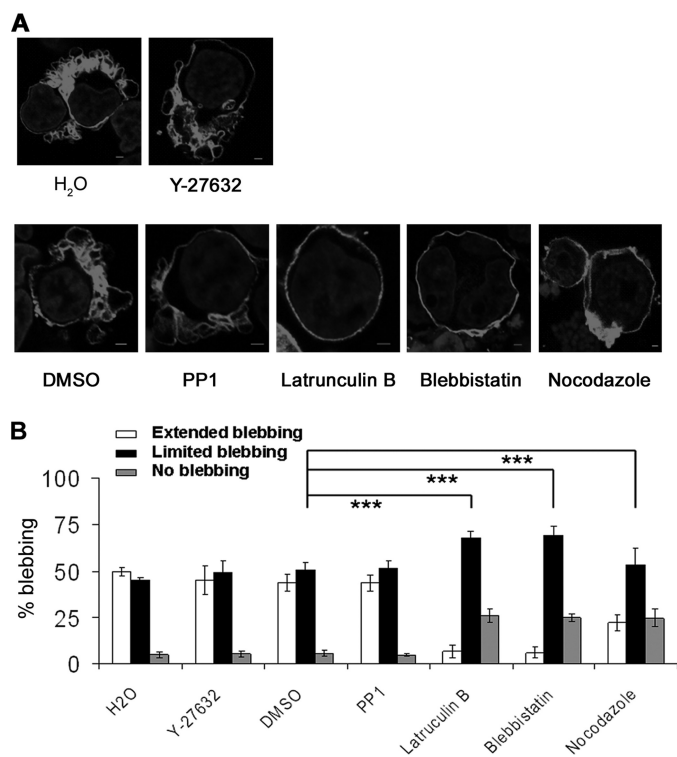 A
H₂O
Y-27632
DMSO
PP1
Latrunculin B
Blebbistatin
Nocodazole
B
Extended blebbing
Limited blebbing
No blebbing
***
***
***
% blebbing
100
75
50
25
0
H2O
Y-27632
DMSO
PP1
Latruculin B
Blebbistatin
Nocodazole